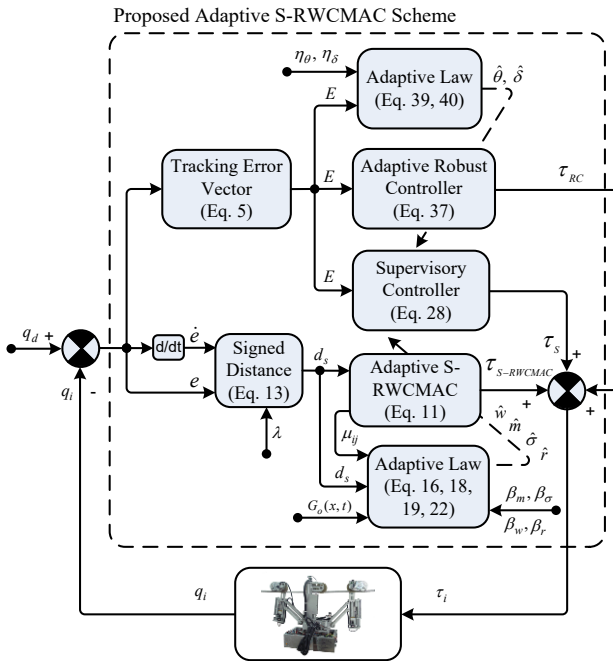 Proposed Adaptive S-RWCMAC Scheme
η_θ, η_δ
Adaptive Law
(Eq. 39, 40)
θ̂, δ̂
E
Tracking Error
Vector
(Eq. 5)
E
Adaptive Robust
Controller
(Eq. 37)
τ_RC
E
Supervisory
Controller
(Eq. 28)
τ_S
q_d +
d/dt
ė
Signed
Distance
(Eq. 13)
d_s
Adaptive S-
RWCMAC
(Eq. 11)
τ_S-RWCMAC
+
+
+
q_i -
e
λ̂
μ_ij
ŵ
m̂
σ̂
r̂
d_s
Adaptive Law
(Eq. 16, 18,
19, 22)
G_o(x,t)
β_m, β_σ
β_w, β_r
q_i
τ_i